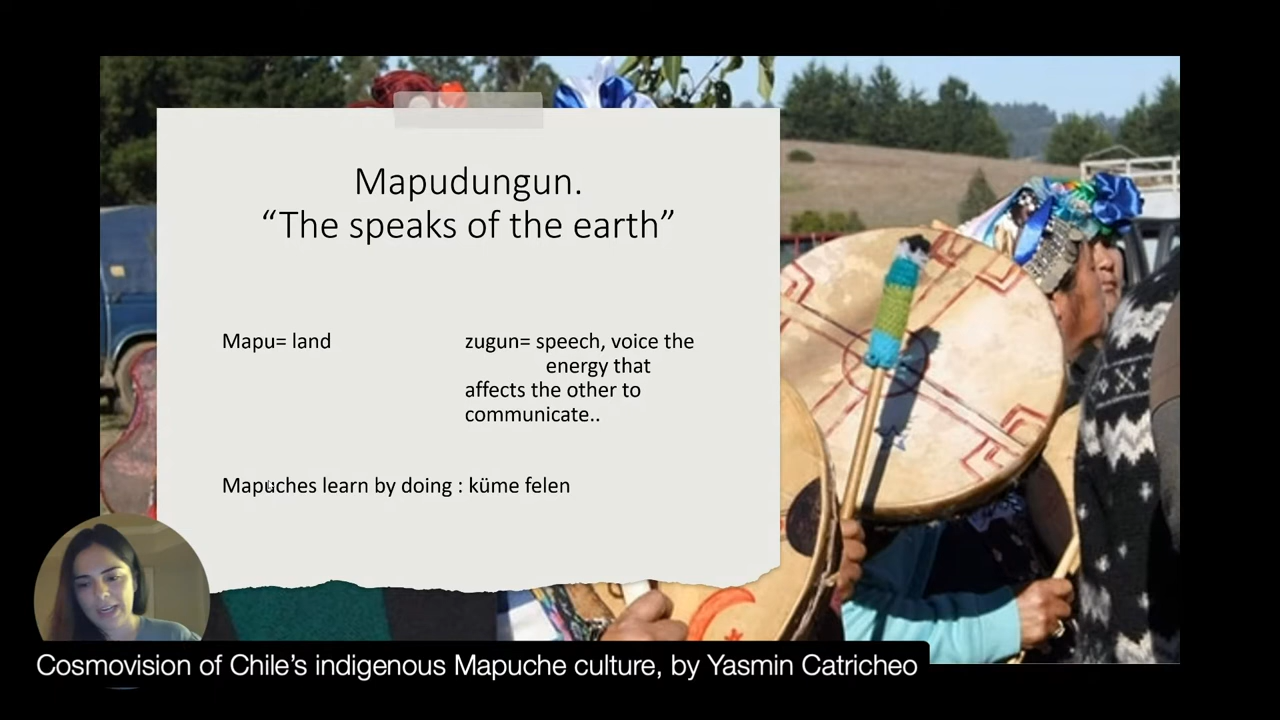 Mapudungun.
“The speaks of the earth”
Mapu= land
zugun= speech, voice the
energy that
affects the other to
communicate..
Mapuches learn by doing : küme felen
Cosmovision of Chile’s indigenous Mapuche culture, by Yasmin Catricheo